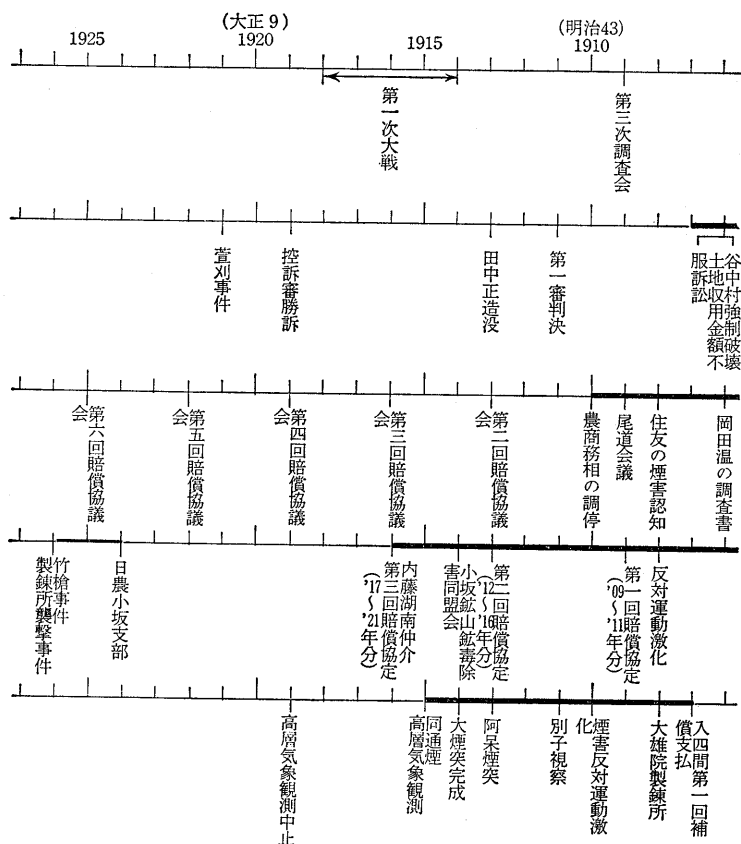 (大正9)
(明治43)
1925
1920
1915
1910
第一次大戦
第三次調査会
谷中村強制破壊
土地収用金額不
服訴訟
第一審判決
田中正造没
控訴審勝訴
萱刈事件
岡田温の調査書
住友の煙害認知
尾道会議
農商務相の調停
第二回賠償協議
会
第三回賠償協議
会
第四回賠償協議
会
第五回賠償協議
会
第六回賠償協議
会
反対運動激化
第一回賠償協定
('09〜'11年分)
第二回賠償協定
('12〜'16年分)
小坂鉱山鉱毒除
害同盟会
内藤湖南仲介
第三回賠償協定
('17〜'21年分)
日農小坂支部
竹槍事件
製錬所襲撃事件
入四間第一回補
償支払
大雄院製錬所
煙害反対運動激
化
別子視察
阿呆煙突
大煙突完成
同通煙
高層気象観測
高層気象観測中止